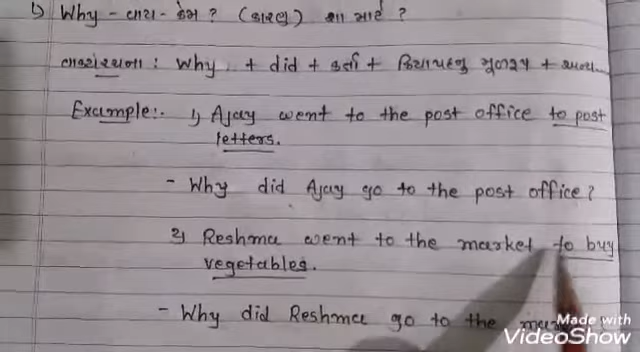 1) Why - વાય - કેમ ? (કારણ) શા માટે ?
વાક્યરચના : Why + did + કર્તા + ક્રિયાપદનું મૂળરૂપ + અન્ય
Example:- 1) Ajay went to the post office to post
letters.
- Why did Ajay go to the post office?
2) Reshma went to the market to buy
vegetables.
- Why did Reshma go to the
Made with
VideoShow